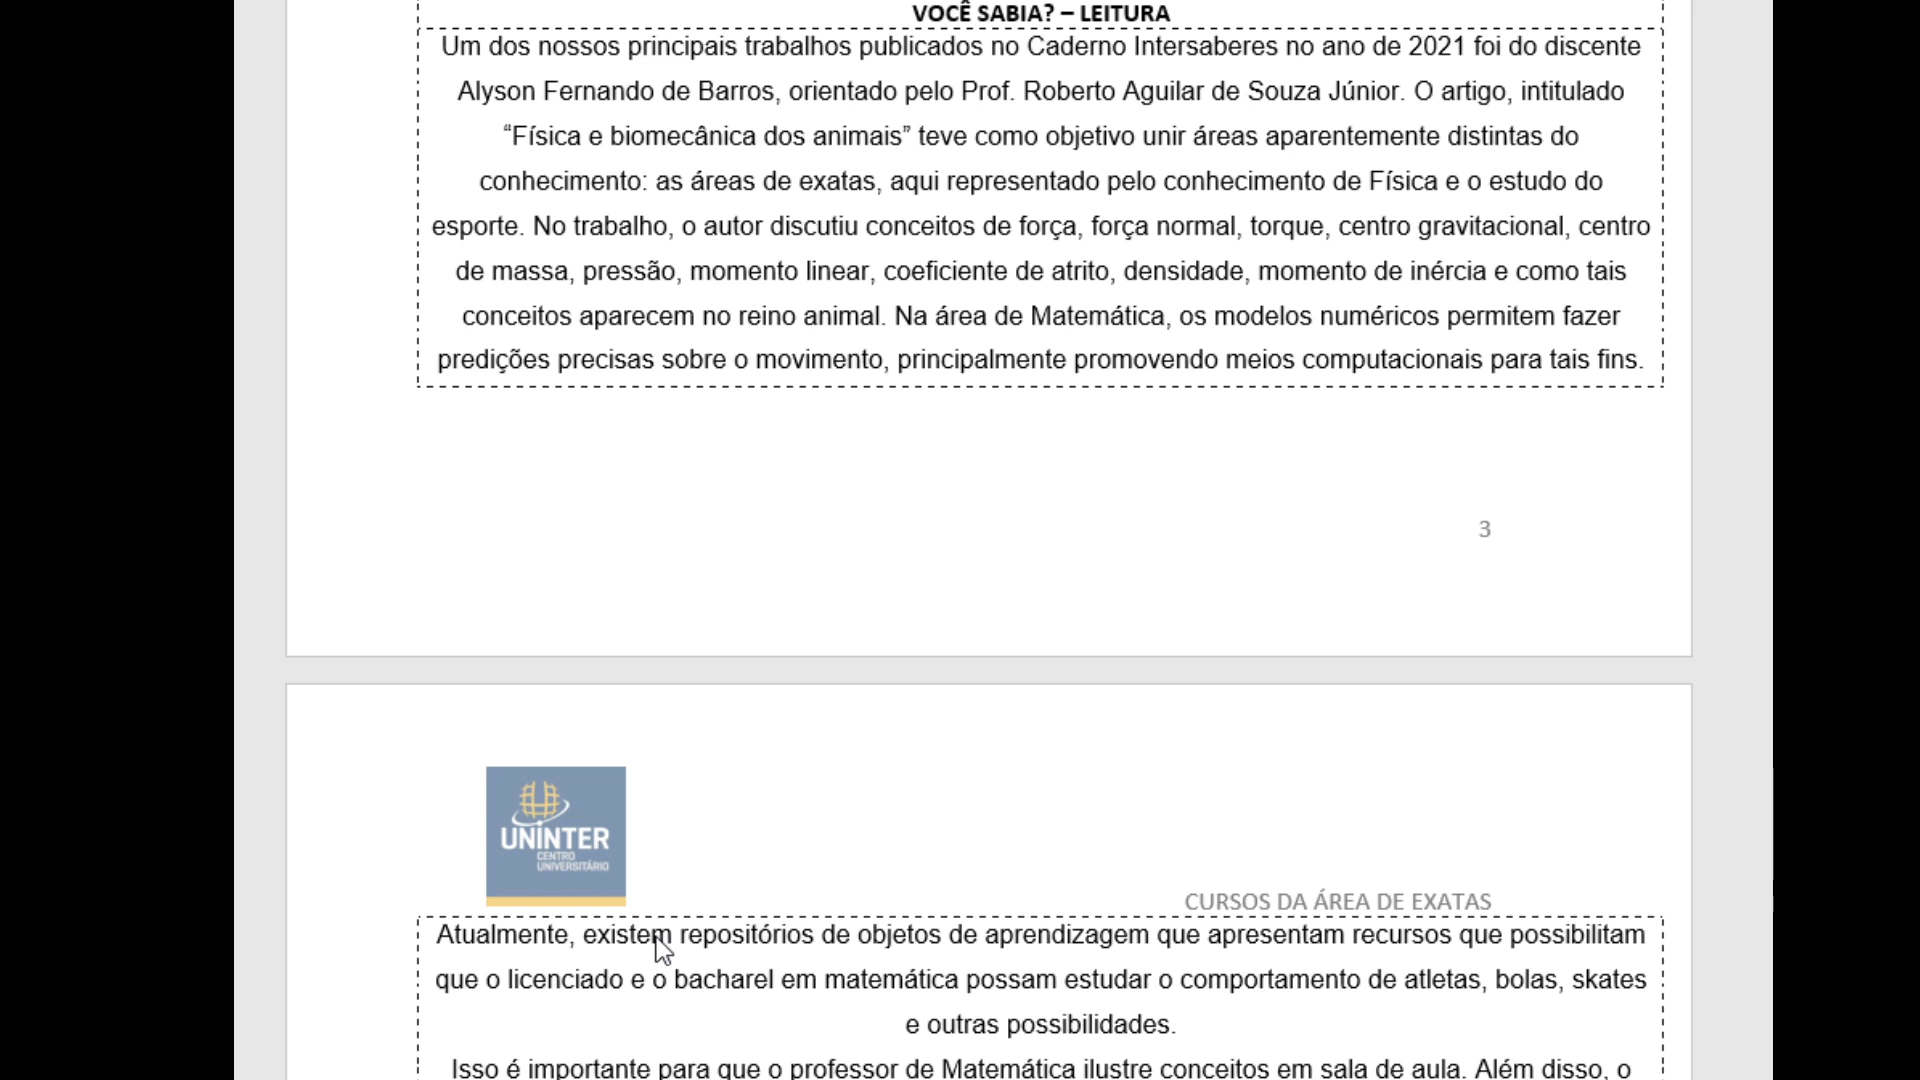 VOCÊ SABIA? – LEITURA
Um dos nossos principais trabalhos publicados no Caderno Intersaberes no ano de 2021 foi do discente
Alyson Fernando de Barros, orientado pelo Prof. Roberto Aguilar de Souza Júnior. O artigo, intitulado
“Física e biomecânica dos animais” teve como objetivo unir áreas aparentemente distintas do
conhecimento: as áreas de exatas, aqui representado pelo conhecimento de Física e o estudo do
esporte. No trabalho, o autor discutiu conceitos de força, força normal, torque, centro gravitacional, centro
de massa, pressão, momento linear, coeficiente de atrito, densidade, momento de inércia e como tais
conceitos aparecem no reino animal. Na área de Matemática, os modelos numéricos permitem fazer
predições precisas sobre o movimento, principalmente promovendo meios computacionais para tais fins.
3
UNINTER
CENTRO
UNIVERSITÁRIO
CURSOS DA ÁREA DE EXATAS
Atualmente, existem repositórios de objetos de aprendizagem que apresentam recursos que possibilitam
que o licenciado e o bacharel em matemática possam estudar o comportamento de atletas, bolas, skates
e outras possibilidades.
Isso é importante para que o professor de Matemática ilustre conceitos em sala de aula. Além disso, o